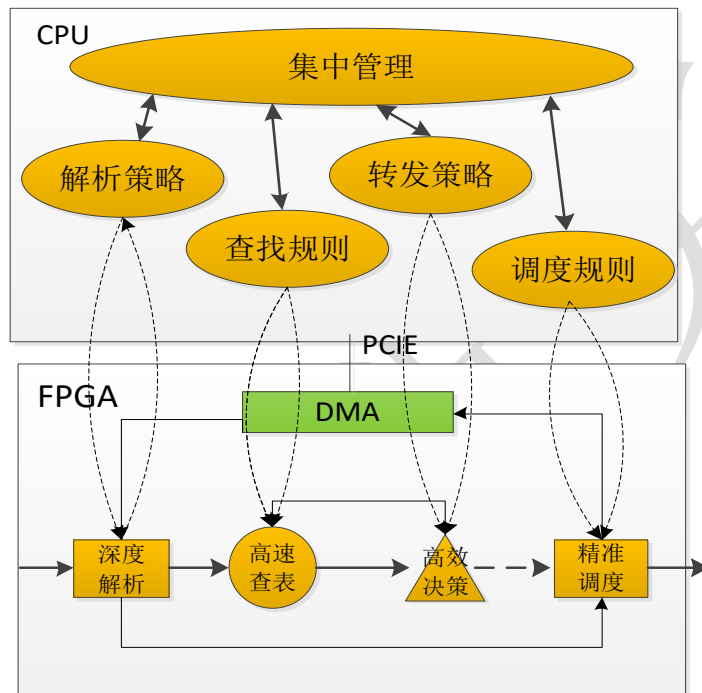 CPU
集中管理
解析策略
转发策略
查找规则
调度规则
PCIE
FPGA
DMA
深度
解析
高速
查表
高效
决策
精准
调度